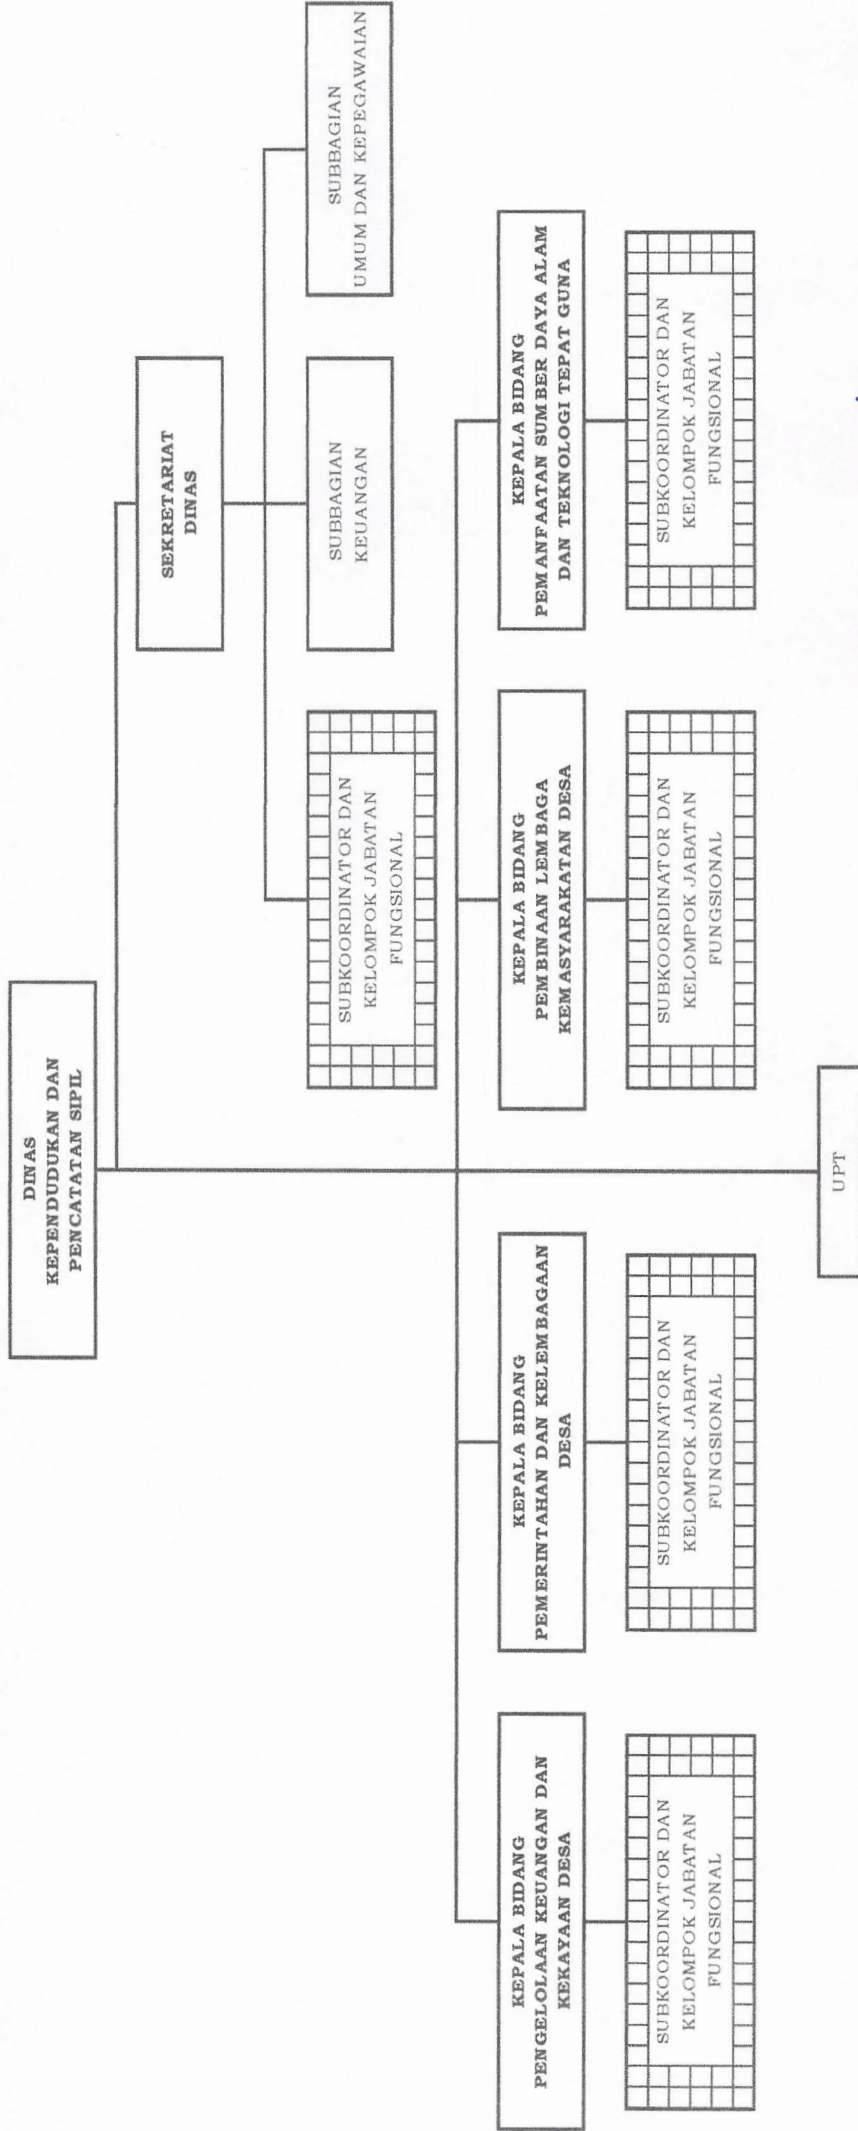 DINAS
KEPENDUDUKAN DAN
PENCATATAN SIPIL
SEKRETARIAT
DINAS
SUBKOORDINATOR DAN
KELOMPOK JABATAN
FUNGSIONAL
SUBBAGIAN
KEUANGAN
SUBBAGIAN
UMUM DAN KEPEGAWAIAN
KEPALA BIDANG
PENGELOLAAN KEUANGAN DAN
KEKAYAAN DESA
KEPALA BIDANG
PEMERINTAHAN DAN KELEMBAGAAN
DESA
KEPALA BIDANG
PEMBINAAN LEMBAGA
KEMASYARAKATAN DESA
KEPALA BIDANG
PEMANFAATAN SUMBER DAYA ALAM
DAN TEKNOLOGI TEPAT GUNA
SUBKOORDINATOR DAN
KELOMPOK JABATAN
FUNGSIONAL
SUBKOORDINATOR DAN
KELOMPOK JABATAN
FUNGSIONAL
SUBKOORDINATOR DAN
KELOMPOK JABATAN
FUNGSIONAL
SUBKOORDINATOR DAN
KELOMPOK JABATAN
FUNGSIONAL
UPT